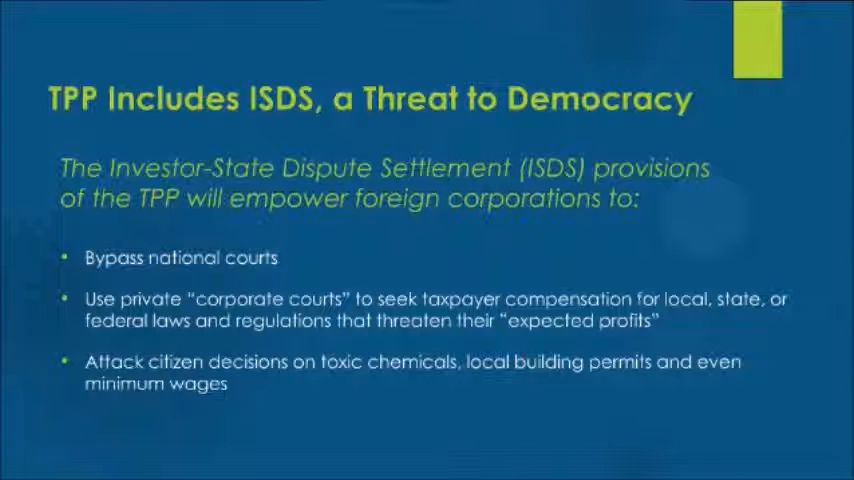 TPP Includes ISDS, a Threat to Democracy
The Investor-State Dispute Settlement (ISDS) provisions
of the TPP will empower foreign corporations to:
• Bypass national courts
• Use private “corporate courts” to seek taxpayer compensation for local, state, or
federal laws and regulations that threaten their “expected profits”
• Attack citizen decisions on toxic chemicals, local building permits and even
minimum wages